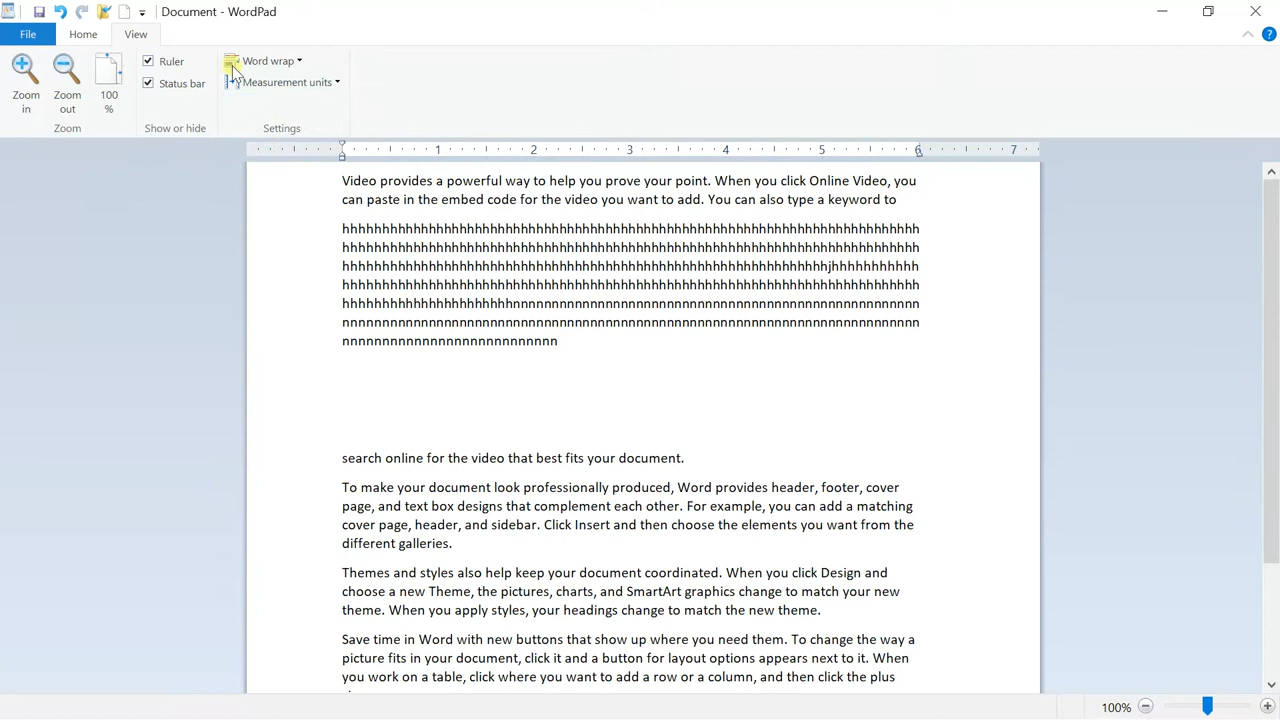 Document - WordPad
File
Home
View
Zoom in
Zoom out
100 %
Zoom
Ruler
Status bar
Show or hide
Word wrap
Measurement units
Settings
1 2 3 4 5 6 7
Video provides a powerful way to help you prove your point. When you click Online Video, you
can paste in the embed code for the video you want to add. You can also type a keyword to
search online for the video that best fits your document.
To make your document look professionally produced, Word provides header, footer, cover
page, and text box designs that complement each other. For example, you can add a matching
cover page, header, and sidebar. Click Insert and then choose the elements you want from the
different galleries.
Themes and styles also help keep your document coordinated. When you click Design and
choose a new Theme, the pictures, charts, and SmartArt graphics change to match your new
theme. When you apply styles, your headings change to match the new theme.
Save time in Word with new buttons that show up where you need them. To change the way a
picture fits in your document, click it and a button for layout options appears next to it. When
you work on a table, click where you want to add a row or a column, and then click the plus
100%